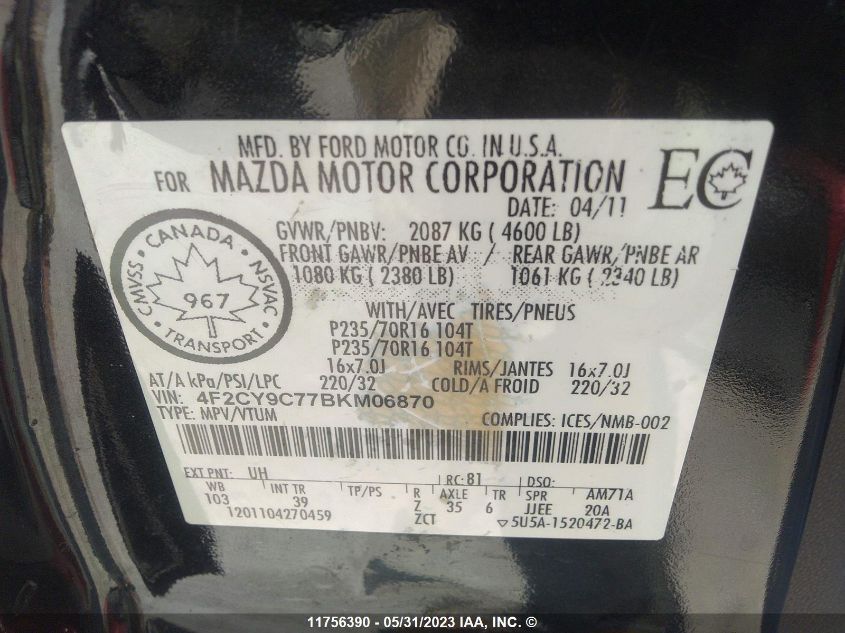 MFD. BY FORD MOTOR CO. IN U.S.A.
FOR MAZDA MOTOR CORPORATION
EC
DATE: 04/11
GVWR/PNBV: 2087 KG ( 4600 LB)
FRONT GAWR/PNBE AV / REAR GAWR/PNBE AR
1080 KG ( 2380 LB) 1061 KG ( 2340 LB)
CANADA
CMVSS 967 NSVAC
TRANSPORT
WITH/AVEC TIRES/PNEUS
P235/70R16 104T
P235/70R16 104T
16x7.0J RIMS/JANTES 16x7.0J
AT/A kPa/PSI/LPC 220/32 COLD/A FROID 220/32
VIN: 4F2CY9C77BKM06870
TYPE: MPV/VTUM COMPLIES: ICES/NMB-002
EXT PNT: UH RC: 81 DSO:
WB INT TR TP/PS R AXLE TR SPR AM71A
103 39 Z 35 6 JJEE 20A
1201104270459 ZCT ▽5U5A-1520472-BA
11756390 - 05/31/2023 IAA, INC. ©